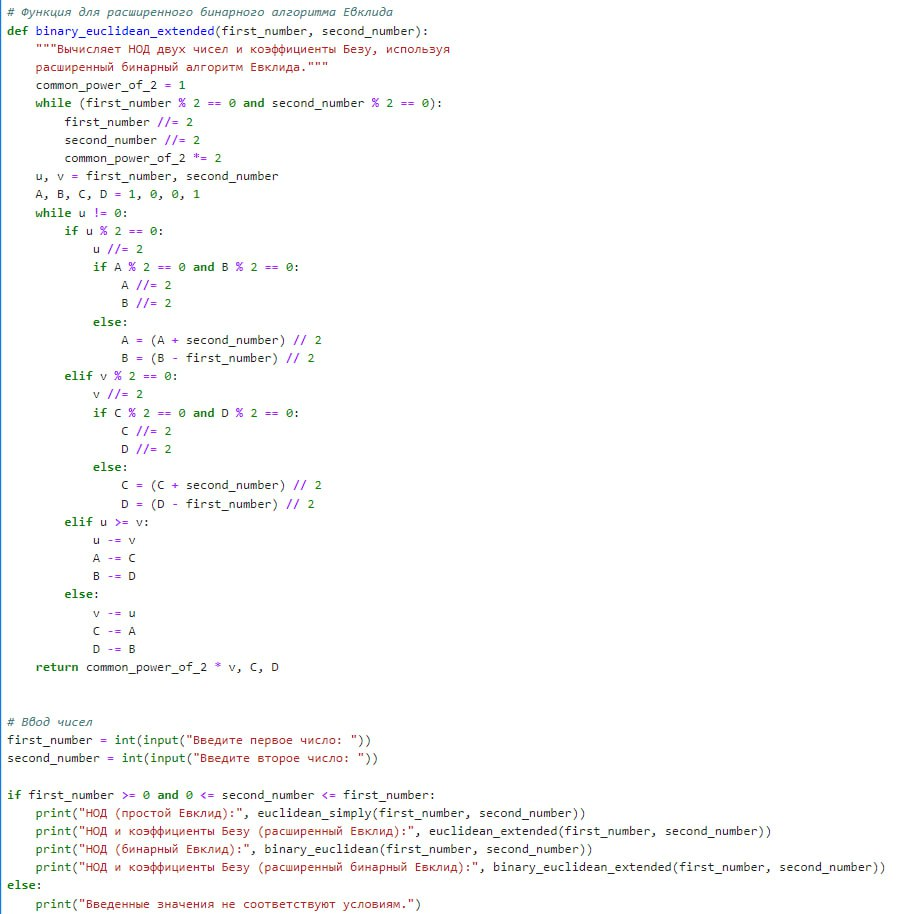 # Функция для расширенного бинарного алгоритма Евклида
def binary_euclidean_extended(first_number, second_number):
    """Вычисляет НОД двух чисел и коэффициенты Безу, используя
    расширенный бинарный алгоритм Евклида."""
    common_power_of_2 = 1
    while (first_number % 2 == 0 and second_number % 2 == 0):
        first_number //= 2
        second_number //= 2
        common_power_of_2 *= 2
    u, v = first_number, second_number
    A, B, C, D = 1, 0, 0, 1
    while u != 0:
        if u % 2 == 0:
            u //= 2
            if A % 2 == 0 and B % 2 == 0:
                A //= 2
                B //= 2
            else:
                A = (A + second_number) // 2
                B = (B - first_number) // 2
        elif v % 2 == 0:
            v //= 2
            if C % 2 == 0 and D % 2 == 0:
                C //= 2
                D //= 2
            else:
                C = (C + second_number) // 2
                D = (D - first_number) // 2
        elif u >= v:
            u -= v
            A -= C
            B -= D
        else:
            v -= u
            C -= A
            D -= B
    return common_power_of_2 * v, C, D
# Ввод чисел
first_number = int(input("Введите первое число: "))
second_number = int(input("Введите второе число: "))
if first_number >= 0 and 0 <= second_number <= first_number:
    print("НОД (простой Евклид):", euclidean_simply(first_number, second_number))
    print("НОД и коэффициенты Безу (расширенный Евклид):", euclidean_extended(first_number, second_number))
    print("НОД (бинарный Евклид):", binary_euclidean(first_number, second_number))
    print("НОД и коэффициенты Безу (расширенный бинарный Евклид):", binary_euclidean_extended(first_number, second_number))
else:
    print("Введенные значения не соответствуют условиям.")